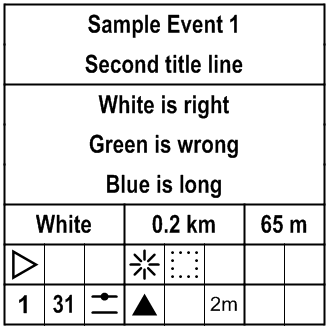 Sample Event 1
Second title line
White is right
Green is wrong
Blue is long
White 0.2 km 65 m
1 31 2m